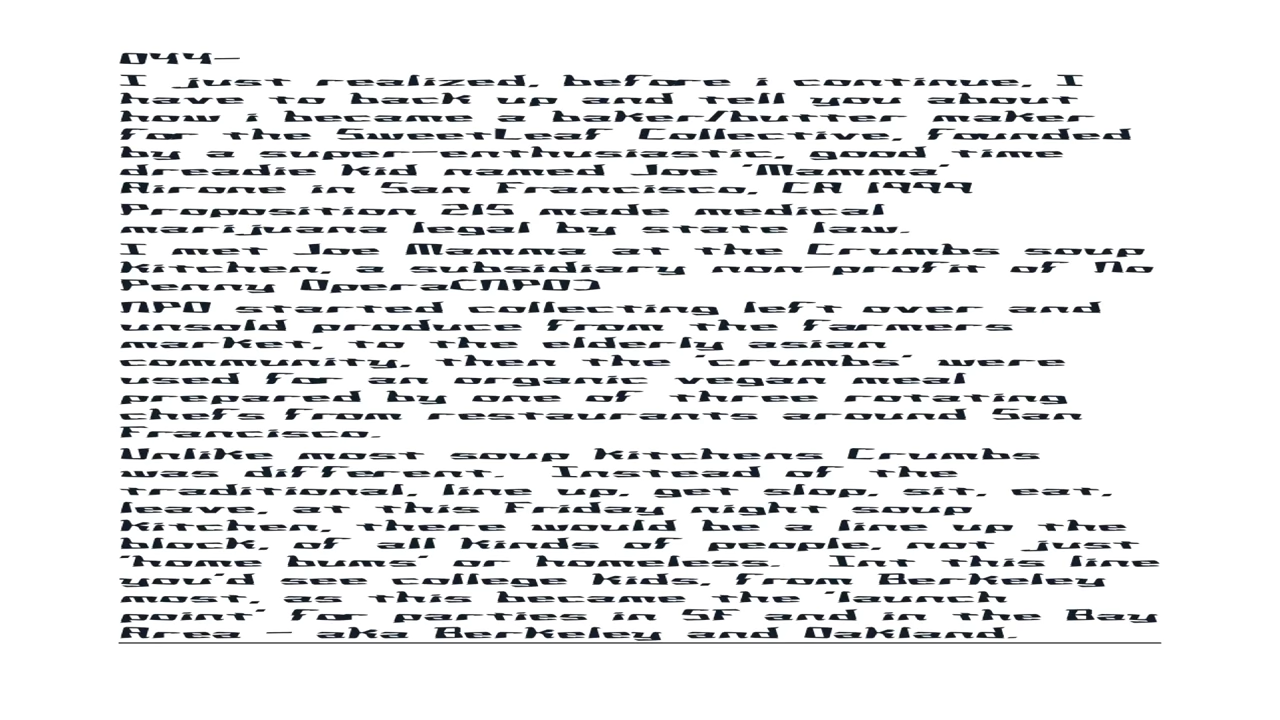 044-
I just realized, before i continue, I
have to back up and tell you about
how i became a baker/butter maker
for the SweetLeaf Collective, founded
by a super-enthusiastic, good time
dreadie kid named Joe 'Mamma'
Airone in San Francisco, CA 1999
Proposition 215 made medical
marijuana legal by state law.
I met Joe Mamma at the Crumbs soup
kitchen, a subsidiary non-profit of No
Penny Opera(NPO)
NPO started collecting left over and
unsold produce from the farmers
market, to the elderly asian
community, then the 'crumbs' were
used for an organic vegan meal
prepared by one of three rotating
chefs from restaurants around San
Francisco.
Unlike most soup kitchens Crumbs
was different.  Instead of the
traditional, line up, get slop, sit, eat,
leave, at this Friday night soup
kitchen, there would be a line up the
block, of all kinds of people, not just
'home bums' or homeless.  Int this line
you'd see college kids, from Berkeley
most, as this became the 'launch
point' for parties in SF and in the Bay
Area - aka Berkeley and Oakland.